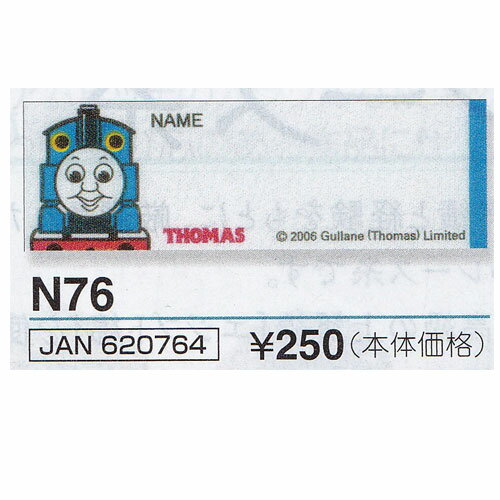 NAME
THOMAS
© 2006 Gullane (Thomas) Limited
N76
JAN 620764
¥250(本体価格)